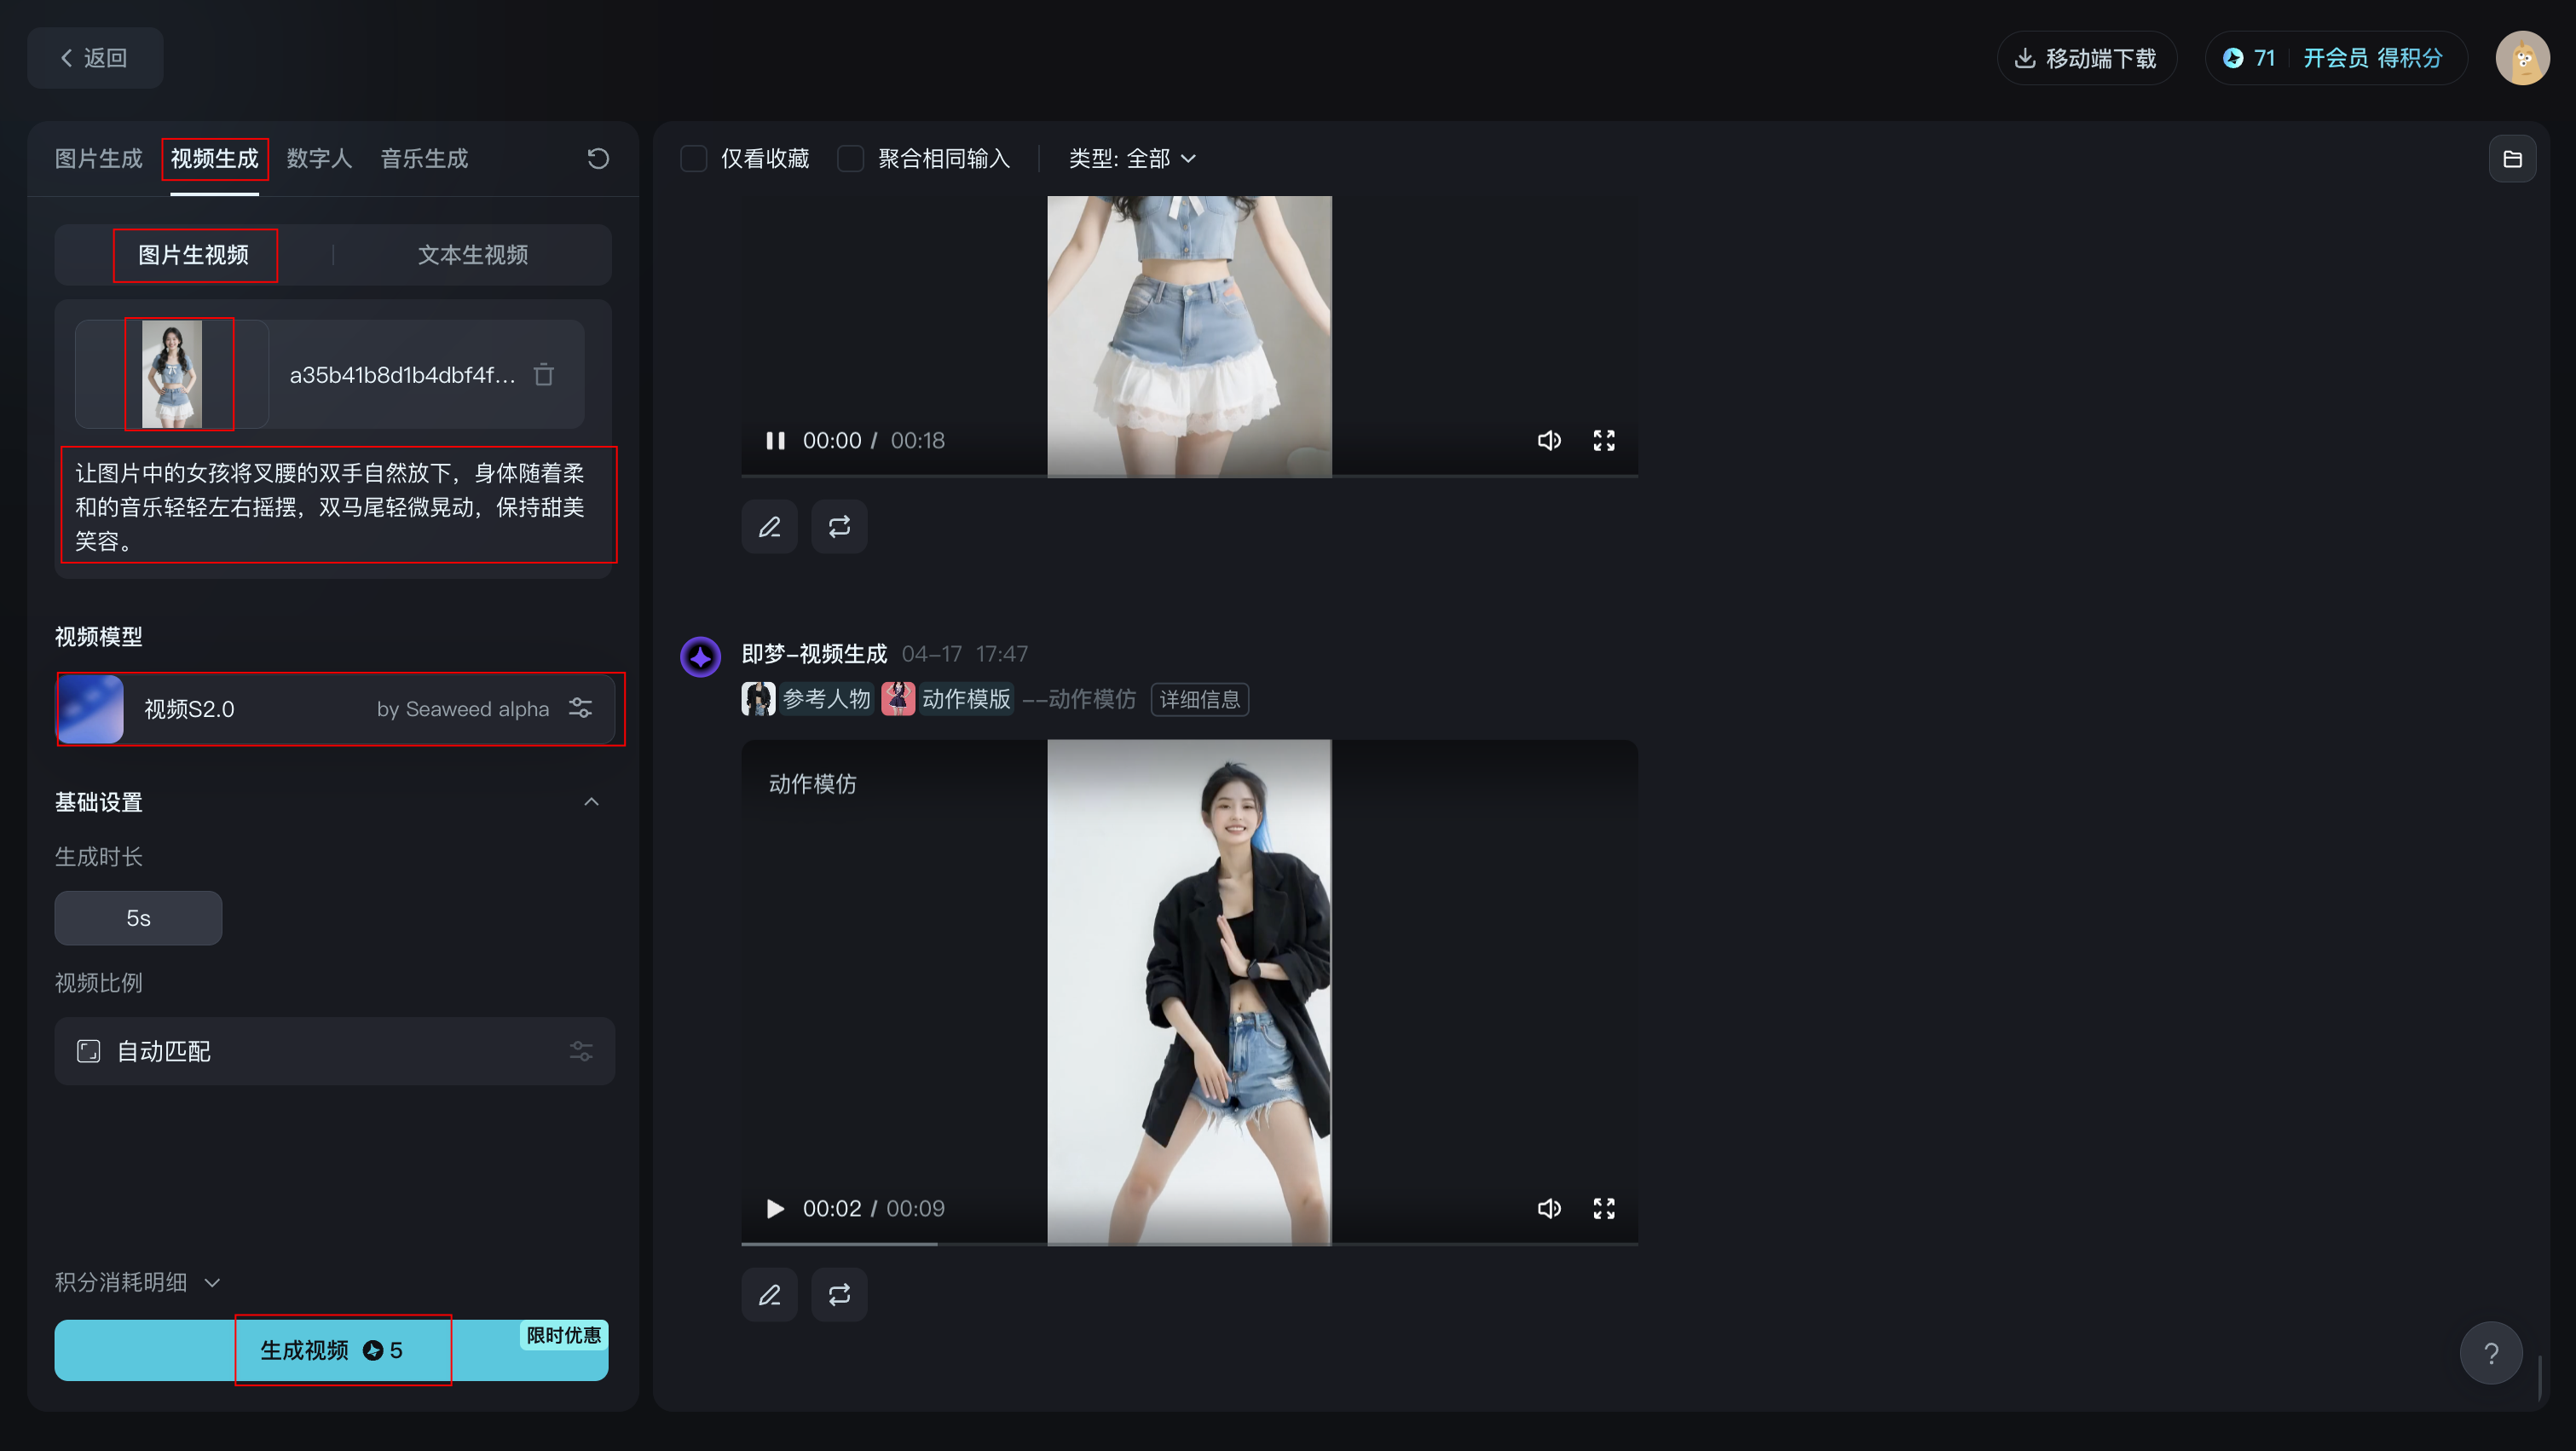 返回
移动端下载
71
开会员 得积分
图片生成
视频生成
数字人
音乐生成
仅看收藏
聚合相同输入
类型: 全部
图片生视频
文本生视频
a35b41b8d1b4dbf4f...
让图片中的女孩将叉腰的双手自然放下，身体随着柔
和的音乐轻轻左右摇摆，双马尾轻微晃动，保持甜美
笑容。
00:00 / 00:18
视频模型
视频S2.0
by Seaweed alpha
基础设置
生成时长
5s
视频比例
自动匹配
积分消耗明细
生成视频 5
限时优惠
即梦-视频生成 04-17 17:47
参考人物 动作模版 --动作模仿 详细信息
动作模仿
00:02 / 00:09
?